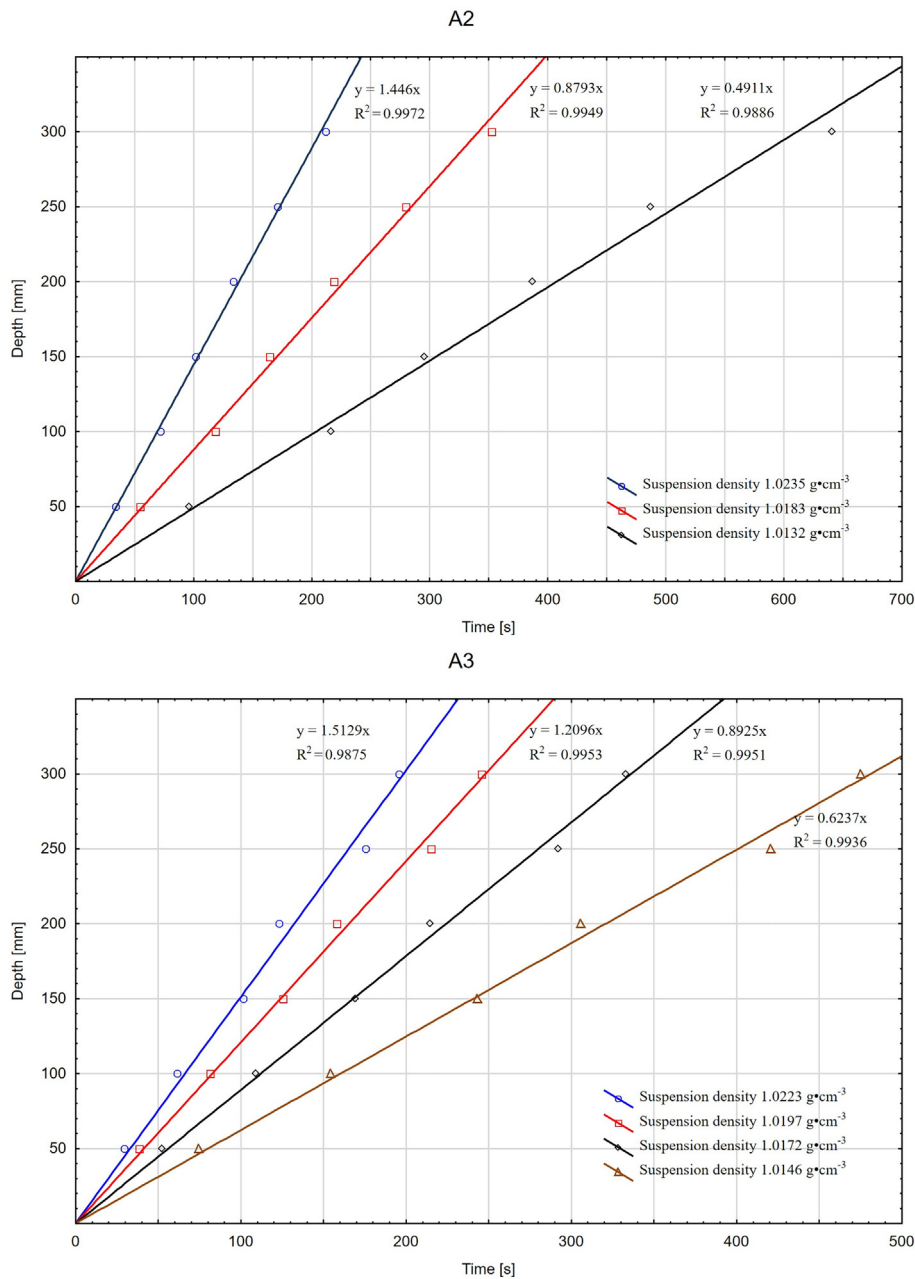 A2
y = 1.446x
R² = 0.9972
y = 0.8793x
R² = 0.9949
y = 0.4911x
R² = 0.9886
300
250
200
150
100
50
Depth [mm]
Suspension density 1.0235 g•cm⁻³
Suspension density 1.0183 g•cm⁻³
Suspension density 1.0132 g•cm⁻³
0 100 200 300 400 500 600 700
Time [s]
A3
y = 1.5129x
R² = 0.9875
y = 1.2096x
R² = 0.9953
y = 0.8925x
R² = 0.9951
y = 0.6237x
R² = 0.9936
300
250
200
150
100
50
Depth [mm]
Suspension density 1.0223 g•cm⁻³
Suspension density 1.0197 g•cm⁻³
Suspension density 1.0172 g•cm⁻³
Suspension density 1.0146 g•cm⁻³
0 100 200 300 400 500
Time [s]